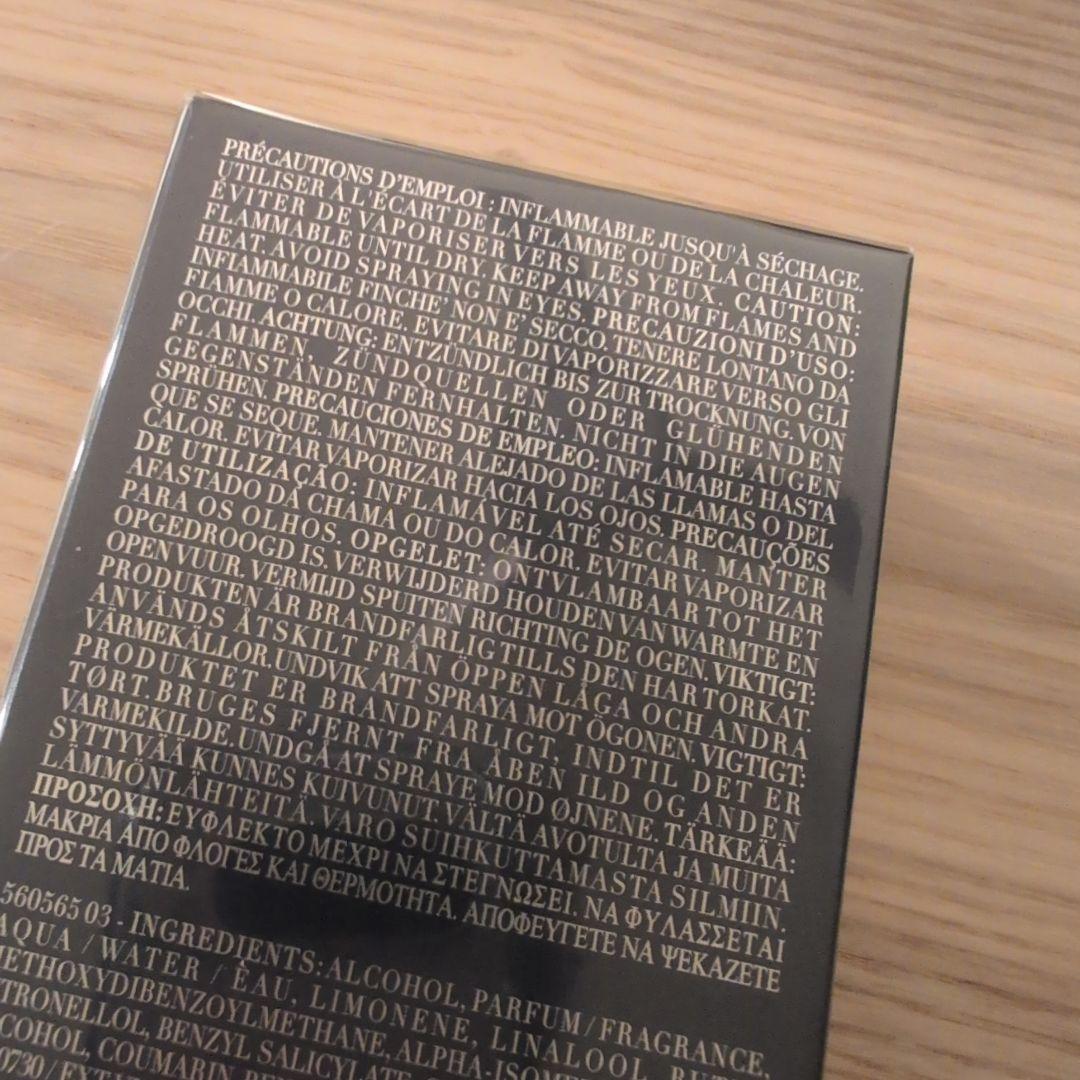 PRÉCAUTIONS D'EMPLOI : INFLAMMABLE JUSQU'À SÉCHAGE.
UTILISER À L'ÉCART DE LA FLAMME OU DE LA CHALEUR.
ÉVITER DE VAPORISER VERS LES YEUX. CAUTION:
FLAMMABLE UNTIL DRY. KEEP AWAY FROM FLAMES AND
HEAT. AVOID SPRAYING IN EYES. PRECAUZIONI D'USO:
INFIAMMABILE FINCHE' NON E' SECCO. TENERE LONTANO DA
FIAMME O CALORE. EVITARE DI VAPORIZZARE VERSO GLI
OCCHI. ACHTUNG: ENTZÜNDLICH BIS ZUR TROCKNUNG. VON
FLAMMEN, ZÜNDQUELLEN ODER GLÜHENDEN
GEGENSTÄNDEN FERNHALTEN. NICHT IN DIE AUGEN
SPRÜHEN. PRECAUCIONES DE EMPLEO: INFLAMABLE HASTA
QUE SE SEQUE. MANTENER ALEJADO DE LAS LLAMAS O DEL
CALOR. EVITAR VAPORIZAR HACIA LOS OJOS. PRECAUÇÕES
DE UTILIZAÇÃO: INFLAMÁVEL ATÉ SECAR. MANTER
AFASTADO DA CHAMA OU DO CALOR. EVITAR VAPORIZAR
PARA OS OLHOS. OPGELET: ONTVLAMBAAR TOT HET
OPGEDROOGD IS. VERWIJDERD HOUDEN VAN WARMTE EN
OPEN VUUR. VERMIJD SPUITEN RICHTING DE OGEN. VIKTIGT:
PRODUKTEN ÄR BRANDFARLIG TILLS DEN HAR TORKAT.
ANVÄNDS ÅTSKILT FRÅN ÖPPEN LÅGA OCH ANDRA
VÄRMEKÄLLOR. UNDVIK ATT SPRAYA MOT ÖGONEN. VIGTIGT:
PRODUKTET ER BRANDFARLIGT, INDTIL DET ER
TØRT. BRUGES FJERNT FRA ÅBEN ILD OG ANDEN
VARMEKILDE. UNDGÅ AT SPRAYE MOD ØJNENE. TÄRKEÄÄ:
SYTTYVÄÄ KUNNES KUIVUNUT. VÄLTÄ AVOTULTA JA MUITA
LÄMMÖNLÄHTEITÄ. VARO SUIHKUTTAMASTA SILMIIN.
ΠΡΟΣΟΧΗ: ΕΥΦΛΕΚΤΟ ΜΕΧΡΙ ΝΑ ΣΤΕΓΝΩΣΕΙ. ΝΑ ΦΥΛΑΣΣΕΤΑΙ
ΜΑΚΡΙΑ ΑΠΟ ΦΛΟΓΕΣ ΚΑΙ ΘΕΡΜΟΤΗΤΑ. ΑΠΟΦΕΥΓΕΤΕ ΝΑ ΨΕΚΑΖΕΤΕ
ΠΡΟΣ ΤΑ ΜΑΤΙΑ.
560565 03 - INGREDIENTS: ALCOHOL, PARFUM / FRAGRANCE,
AQUA / WATER / EAU, LIMONENE, LINALOOL,
METHOXYDIBENZOYLMETHANE, ALPHA-ISOME
TRONELLOL, BENZYL SALICYLATE,
COHOL, COUMARIN,